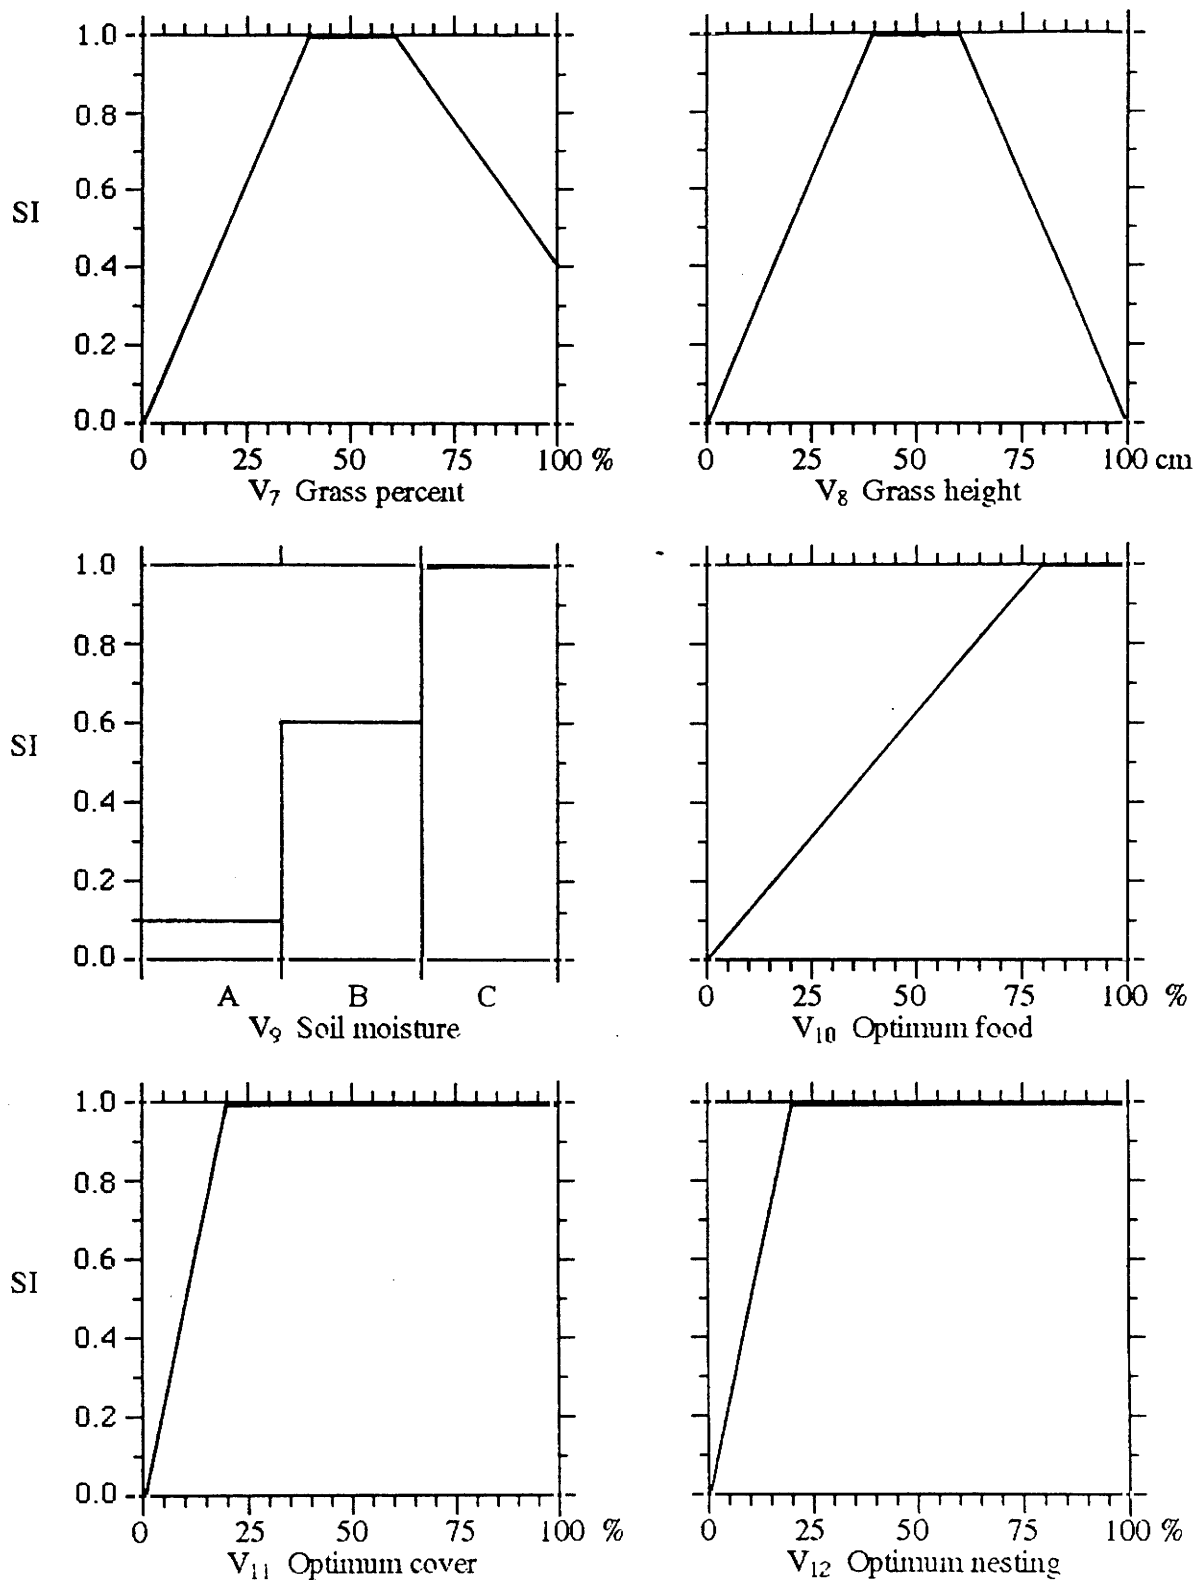 1.0
0.8
0.6
SI
0.4
0.2
0.0
0 25 50 75 100 %
V₇ Grass percent
0 25 50 75 100 cm
V₈ Grass height
1.0
0.8
0.6
SI
0.4
0.2
0.0
A B C
V₉ Soil moisture
0 25 50 75 100 %
V₁₀ Optimum food
1.0
0.8
0.6
SI
0.4
0.2
0.0
0 25 50 75 100 %
V₁₁ Optimum cover
0 25 50 75 100 %
V₁₂ Optimum nesting